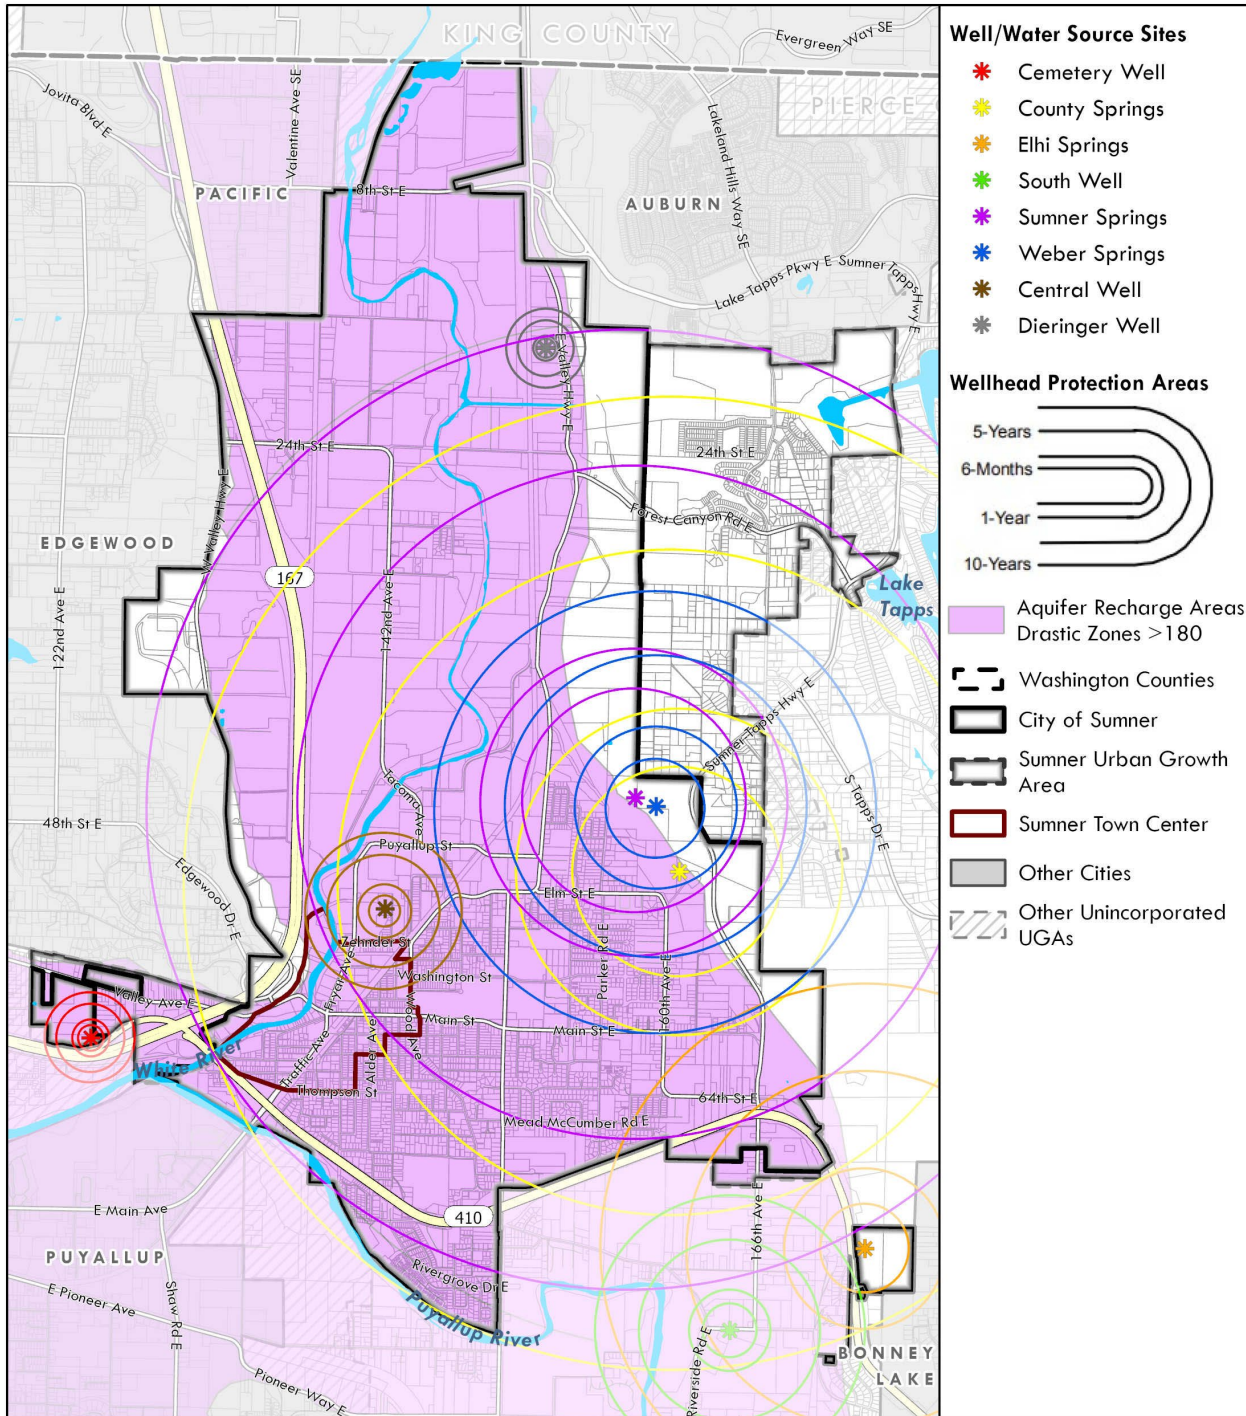 KING COUNTY
Evergreen Way SE
Jovita Blvd E
Valentine Ave SE
Lakeland Hills Way SE
PIERCE
PACIFIC
8th St E
AUBURN
Lake Tapps Pkwy E
Sumner Tapps Hwy E
E Valley Hwy E
24th St E
24th St E
W Valley Hwy E
Forest Canyon Rd E
EDGEWOOD
167
122nd Ave E
142nd Ave E
Lake
Tapps
Sumner-Tapps Hwy E
S Tapps Dr E
Tacoma Ave
48th St E
Puyallup St
Edgewood Dr E
Elm St E
Zehnder St
Parker Rd E
160th Ave E
Washington St
Valley Ave E
Fryar Ave
Wood Ave
Main St
Main St E
White River
Traffic Ave
Alder Ave
Thompson St
64th St E
Mead McCumber Rd E
E Main Ave
410
166th Ave E
PUYALLUP
Rivergrove Dr E
E Pioneer Ave
Shaw Rd E
Puyallup River
Riverside Rd E
BONNEY
LAKE
Pioneer Way E
Well/Water Source Sites
Cemetery Well
County Springs
Elhi Springs
South Well
Sumner Springs
Weber Springs
Central Well
Dieringer Well
Wellhead Protection Areas
5-Years
6-Months
1-Year
10-Years
Aquifer Recharge Areas
Drastic Zones >180
Washington Counties
City of Sumner
Sumner Urban Growth
Area
Sumner Town Center
Other Cities
Other Unincorporated
UGAs